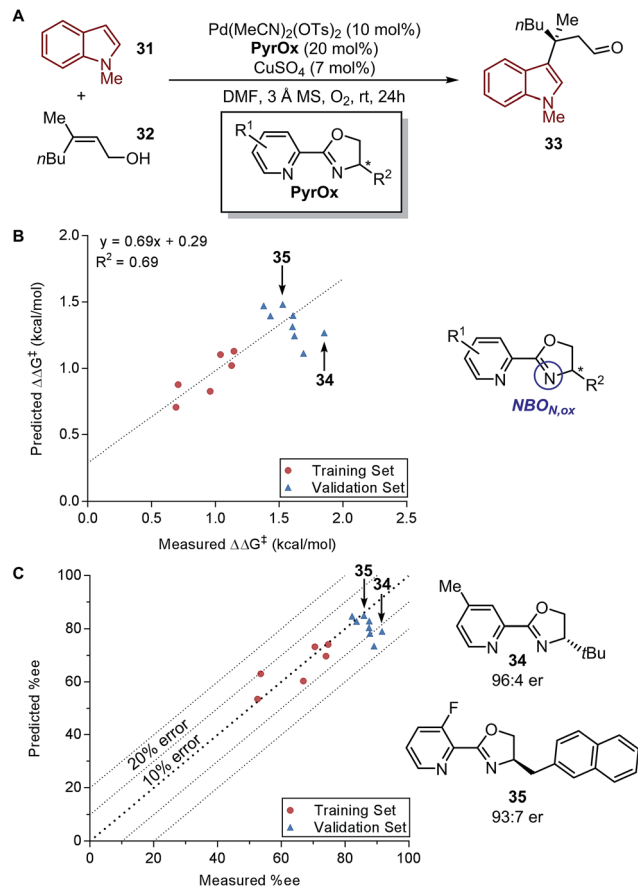 A
31
N
Me
+
Me
32
nBu
OH
Pd(MeCN)2(OTs)2 (10 mol%)
PyrOx (20 mol%)
CuSO4 (7 mol%)
DMF, 3 Å MS, O2, rt, 24h
R1
O
N
N
*
R2
PyrOx
nBu
Me
O
N
Me
33
B
y = 0.69x + 0.29
R2 = 0.69
35
34
2.0
1.5
1.0
0.5
0.0
0.0 0.5 1.0 1.5 2.0 2.5
Predicted ΔΔG‡ (kcal/mol)
Measured ΔΔG‡ (kcal/mol)
Training Set
Validation Set
R1
O
N
N
*
R2
NBON,ox
C
35
34
100
80
60
40
20
0
0 20 40 60 80 100
Predicted %ee
Measured %ee
20% error
10% error
Training Set
Validation Set
Me
O
N
N
tBu
34
96:4 er
F
O
N
N
35
93:7 er